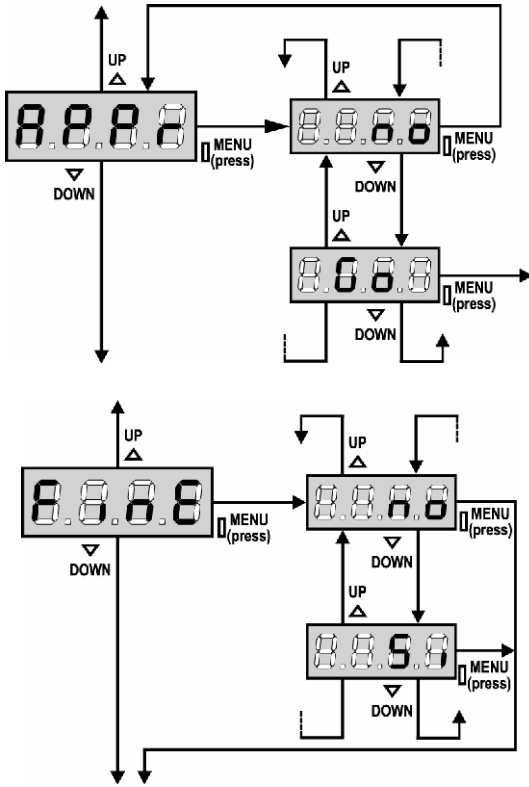 UP UP
APPr no
MENU (press) MENU (press)
DOWN DOWN
UP
Go
MENU (press)
DOWN
UP UP
FinE no
MENU (press) MENU (press)
DOWN DOWN
UP
Si
MENU (press)
DOWN